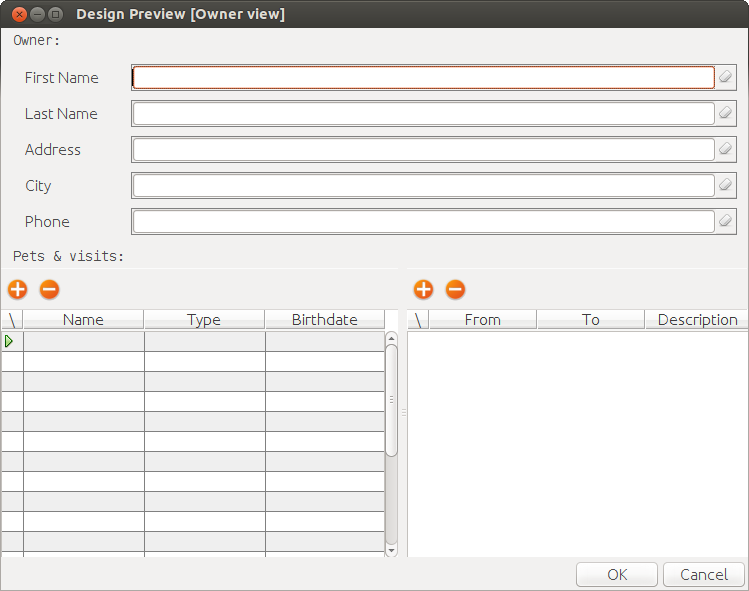 Design Preview [Owner view]
Owner:
First Name
Last Name
Address
City
Phone
Pets & visits:
\ Name Type Birthdate
\ From To Description
OK Cancel